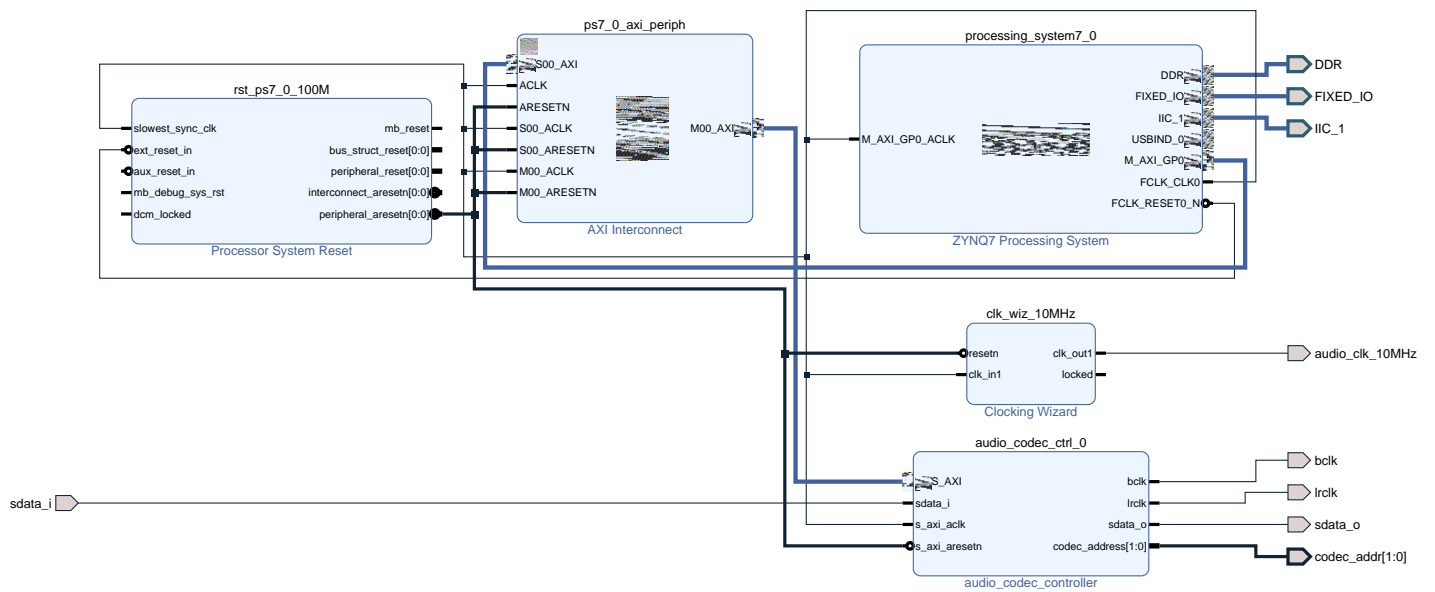 ps7_0_axi_periph
S00_AXI
ACLK
ARESETN
S00_ACLK
S00_ARESETN
M00_ACLK
M00_ARESETN
M00_AXI
AXI Interconnect
processing_system7_0
M_AXI_GP0_ACLK
DDR
FIXED_IO
IIC_1
USBIND_0
M_AXI_GP0
FCLK_CLK0
FCLK_RESET0_N
ZYNQ7 Processing System
DDR
FIXED_IO
IIC_1
rst_ps7_0_100M
slowest_sync_clk
ext_reset_in
aux_reset_in
mb_debug_sys_rst
dcm_locked
mb_reset
bus_struct_reset[0:0]
peripheral_reset[0:0]
interconnect_aresetn[0:0]
peripheral_aresetn[0:0]
Processor System Reset
clk_wiz_10MHz
resetn
clk_in1
clk_out1
locked
Clocking Wizard
audio_clk_10MHz
audio_codec_ctrl_0
S_AXI
sdata_i
s_axi_aclk
s_axi_aresetn
bclk
lrclk
sdata_o
codec_address[1:0]
audio_codec_controller
sdata_i
bclk
lrclk
sdata_o
codec_addr[1:0]